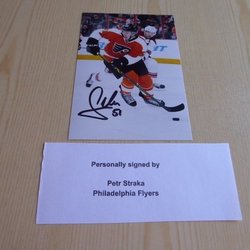 Personally signed by
Petr Straka
Philadelphia Flyers